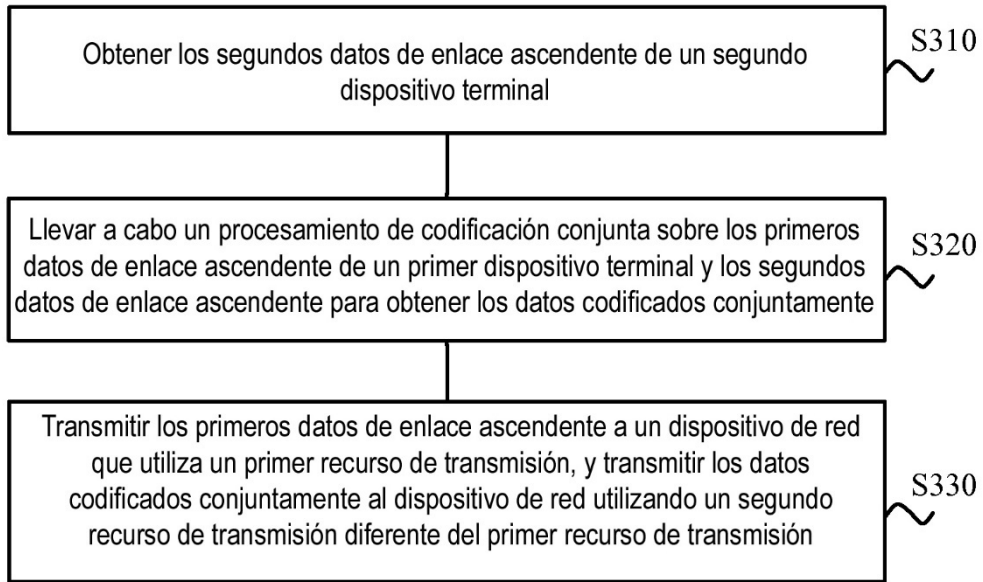 Obtener los segundos datos de enlace ascendente de un segundo
dispositivo terminal
S310
Llevar a cabo un procesamiento de codificación conjunta sobre los primeros
datos de enlace ascendente de un primer dispositivo terminal y los segundos
datos de enlace ascendente para obtener los datos codificados conjuntamente
S320
Transmitir los primeros datos de enlace ascendente a un dispositivo de red
que utiliza un primer recurso de transmisión, y transmitir los datos
codificados conjuntamente al dispositivo de red utilizando un segundo
recurso de transmisión diferente del primer recurso de transmisión
S330